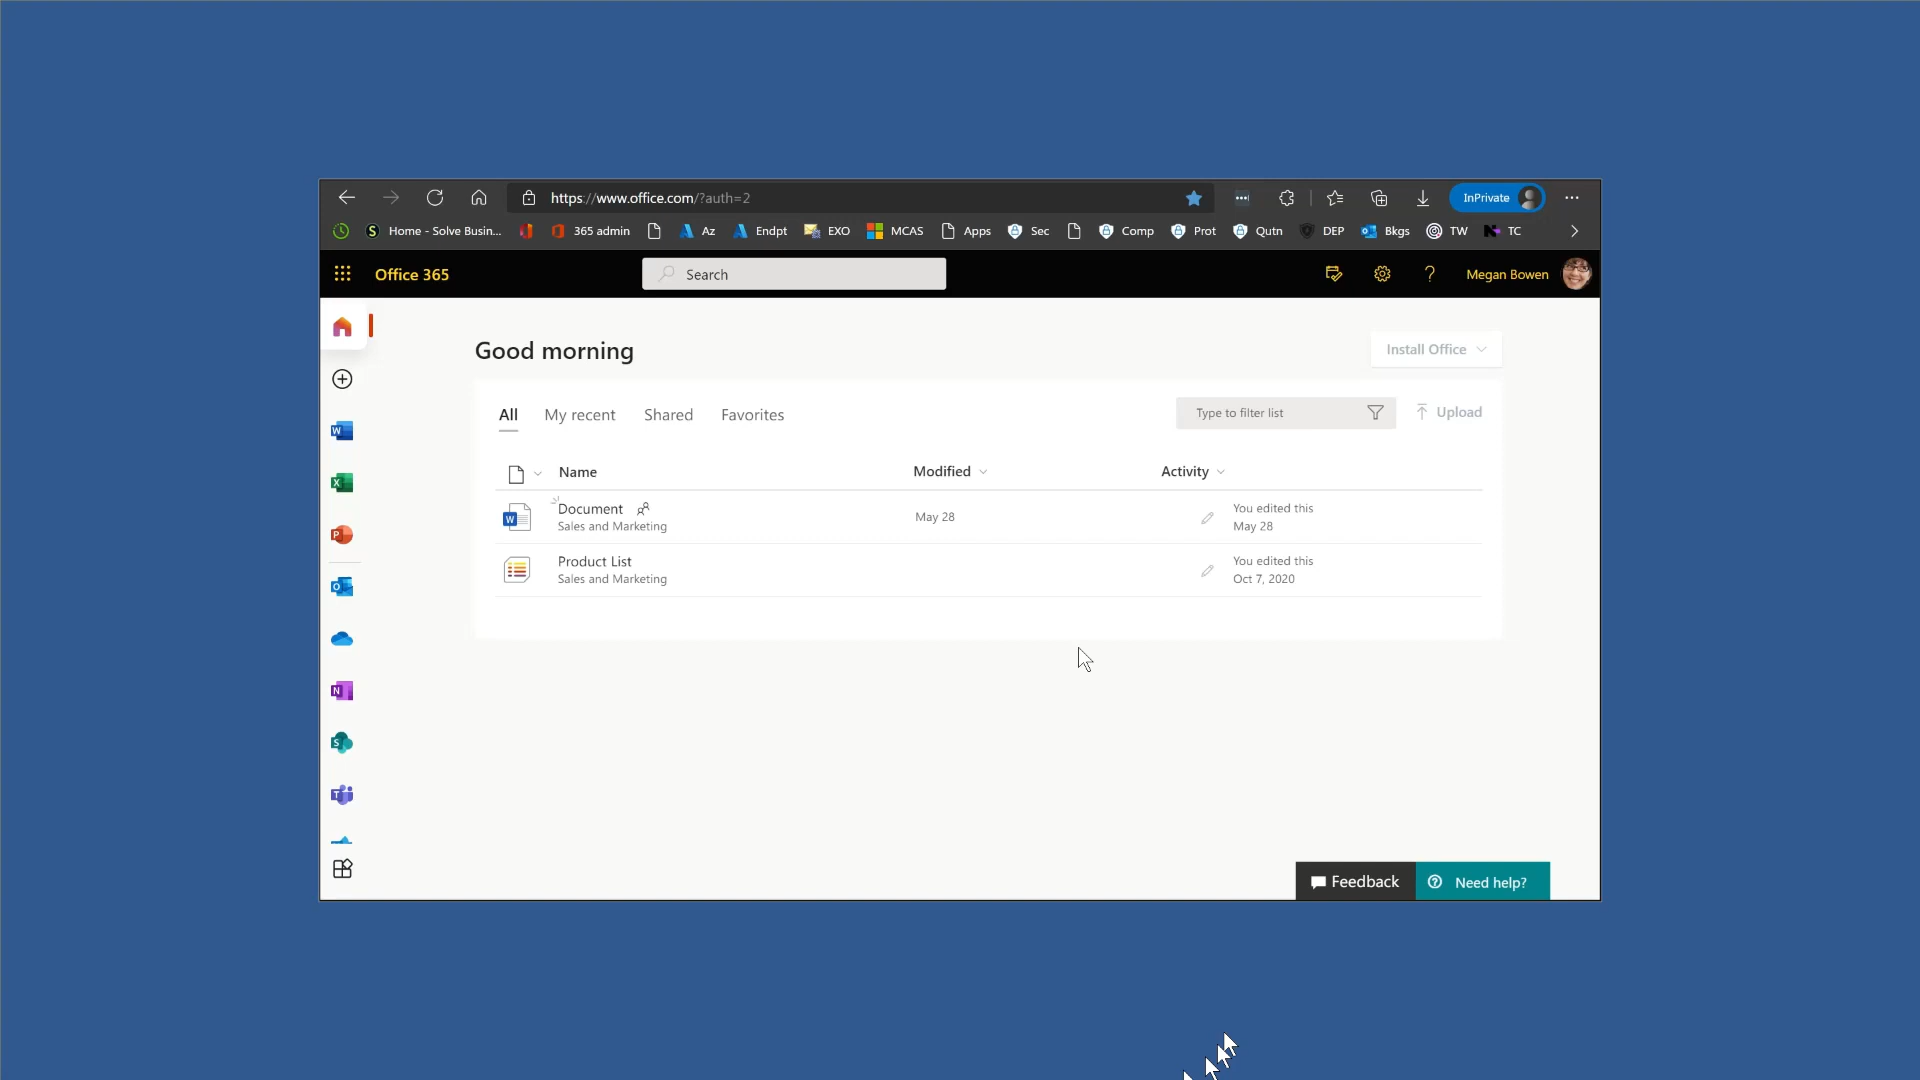 https://www.office.com/?auth=2
InPrivate
Home - Solve Busin...
365 admin
Az
Endpt
EXO
MCAS
Apps
Sec
Comp
Prot
Qutn
DEP
Bkgs
TW
TC
Office 365
Search
Megan Bowen
Good morning
Install Office
All My recent Shared Favorites
Type to filter list
Upload
Name Modified Activity
Document
Sales and Marketing
May 28
You edited this
May 28
Product List
Sales and Marketing
You edited this
Oct 7, 2020
Feedback
Need help?